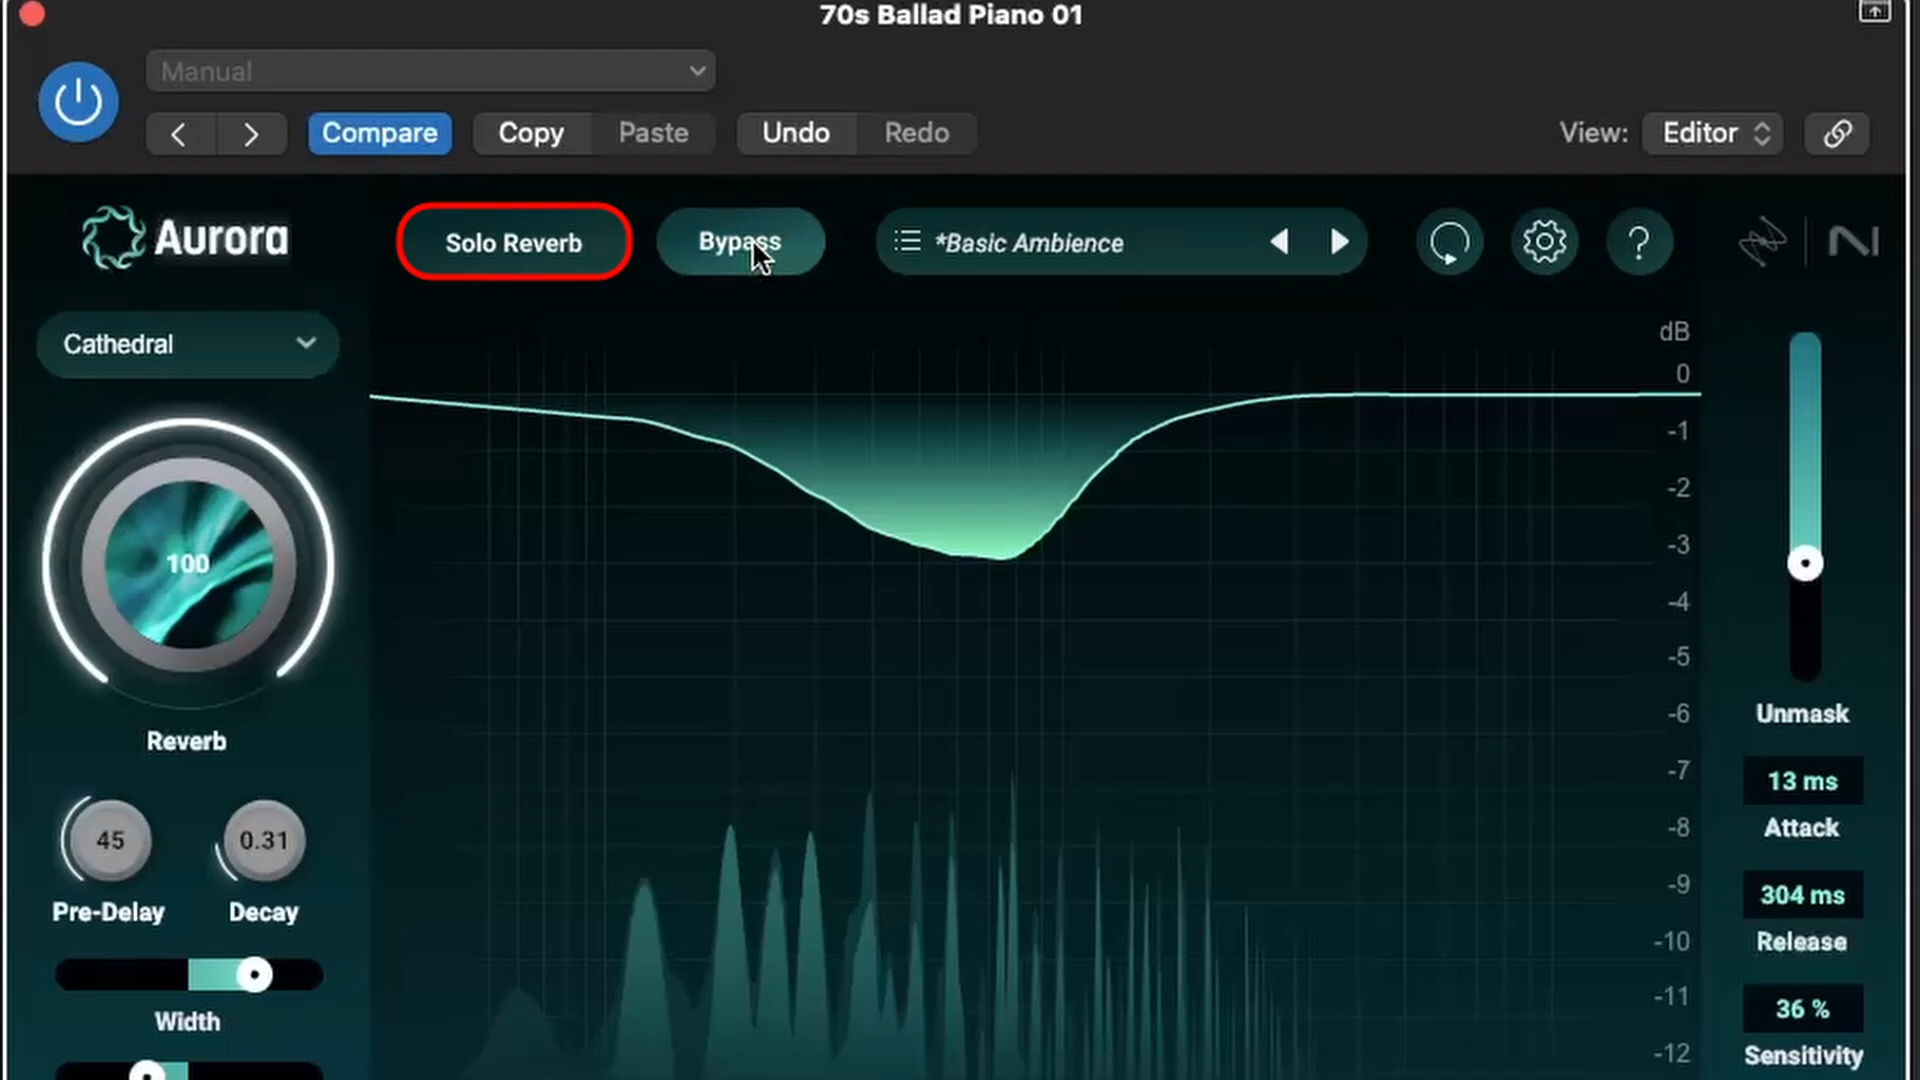 70s Ballad Piano 01
Manual
Compare
Copy
Paste
Undo
Redo
View:
Editor
Aurora
Solo Reverb
Bypass
*Basic Ambience
?
Cathedral
dB
0
-1
-2
-3
-4
-5
-6
-7
-8
-9
-10
-11
-12
100
Reverb
45
0.31
Pre-Delay
Decay
Width
Unmask
13 ms
Attack
304 ms
Release
36 %
Sensitivity